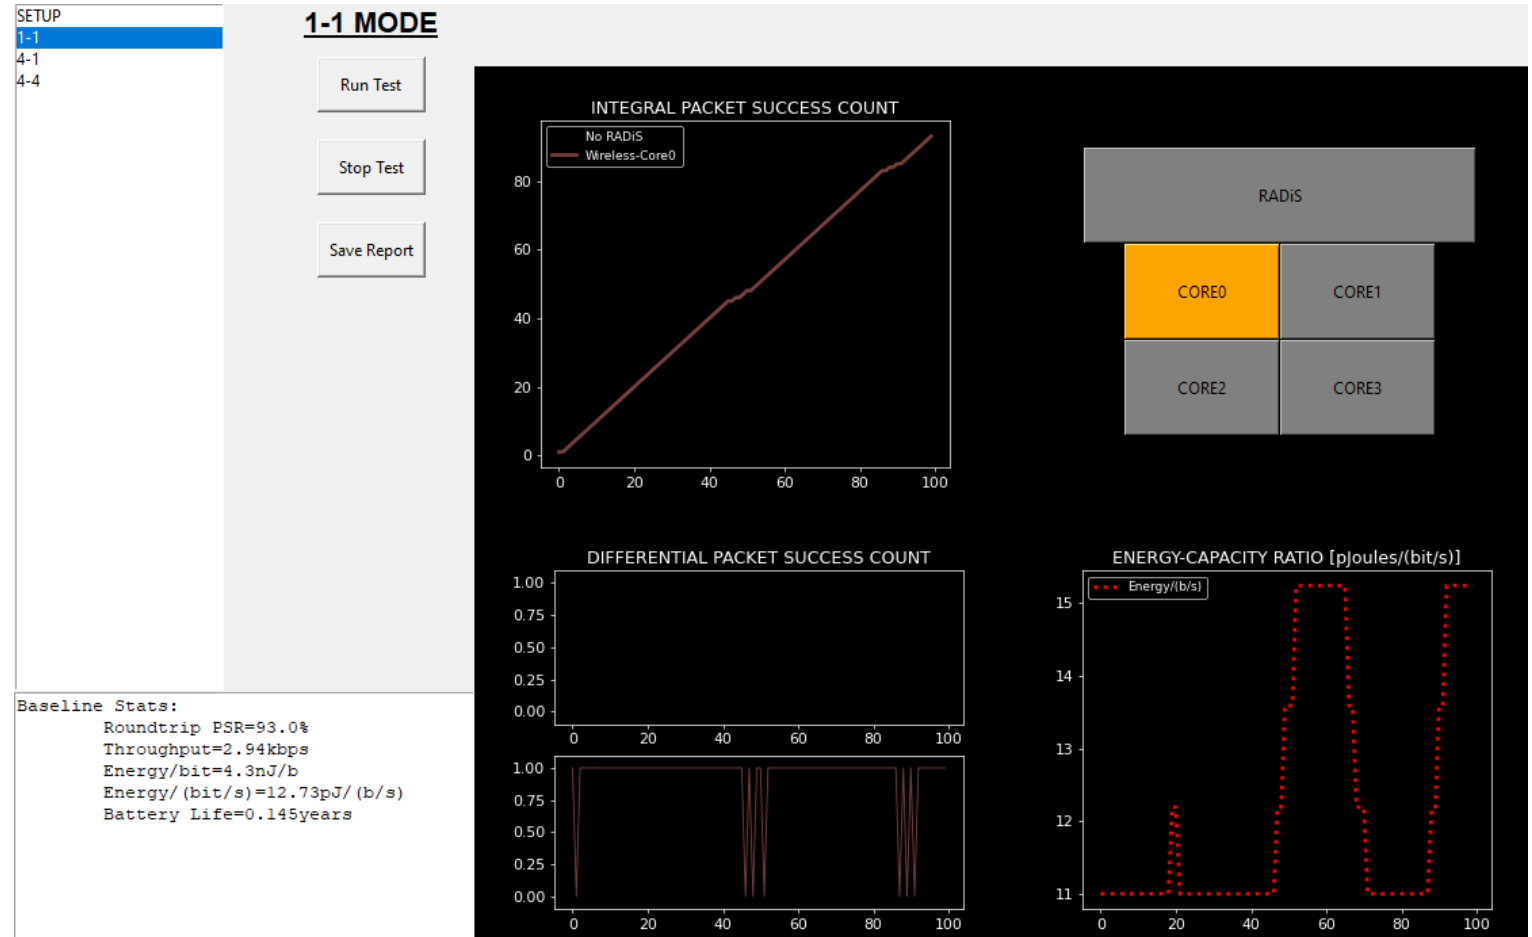 SETUP
1-1
4-1
4-4
1-1 MODE
Run Test
Stop Test
Save Report
INTEGRAL PACKET SUCCESS COUNT
No RADiS
Wireless-Core0
80
60
40
20
0
0 20 40 60 80 100
RADiS
CORE0 CORE1
CORE2 CORE3
DIFFERENTIAL PACKET SUCCESS COUNT
1.00
0.75
0.50
0.25
0.00
0 20 40 60 80 100
1.00
0.75
0.50
0.25
0.00
0 20 40 60 80 100
ENERGY-CAPACITY RATIO [pJoules/(bit/s)]
Energy/(b/s)
15
14
13
12
11
0 20 40 60 80 100
Baseline Stats:
Roundtrip PSR=93.0%
Throughput=2.94kbps
Energy/bit=4.3nJ/b
Energy/(bit/s)=12.73pJ/(b/s)
Battery Life=0.145years